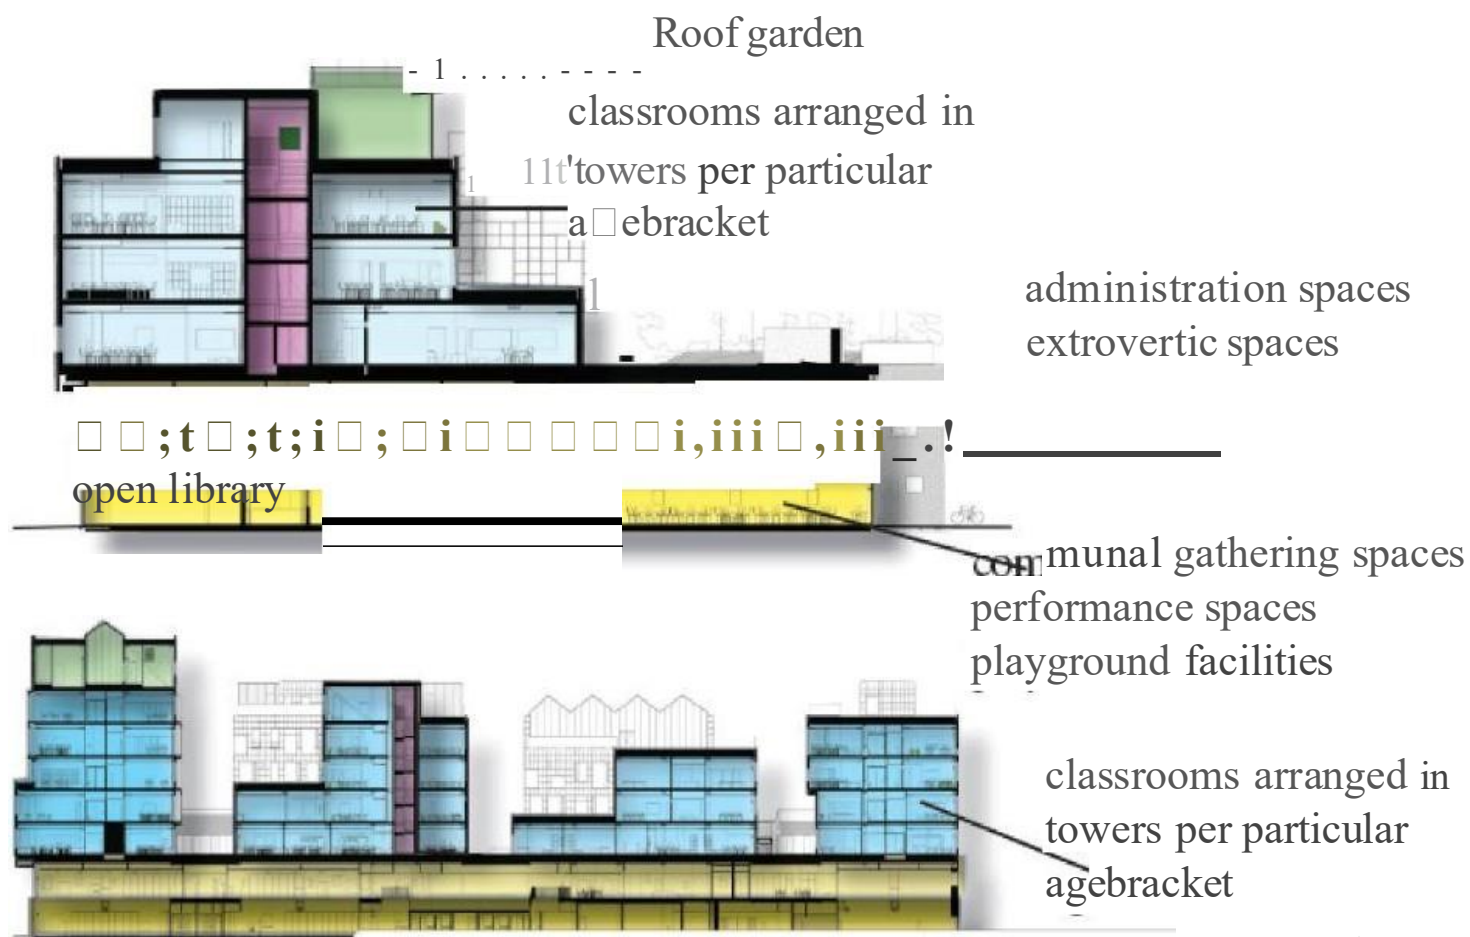 Roof garden
classrooms arranged in
towers per particular
a□ebracket
administration spaces
extrovertic spaces
open library
communal gathering spaces
performance spaces
playground facilities
classrooms arranged in
towers per particular
agebracket